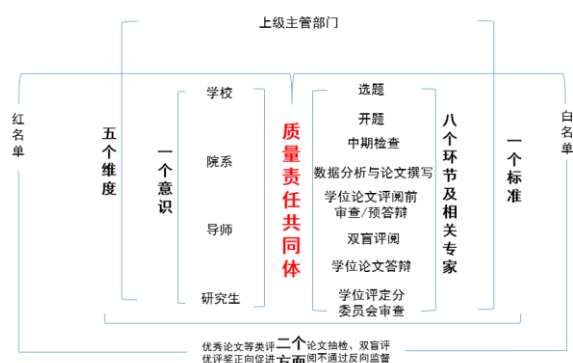 上级主管部门
红名单
五个维度
一个意识
学校
院系
导师
研究生
质量责任共同体
选题
开题
中期检查
数据分析与论文撰写
学位论文评阅前
审查/预答辩
双盲评阅
学位论文答辩
学位评定分
委员会审查
八个环节及相关专家
一个标准
白名单
优秀论文等类评
优评奖正向促进
二个
方面
论文抽检、双盲评
阅不通过反向监督